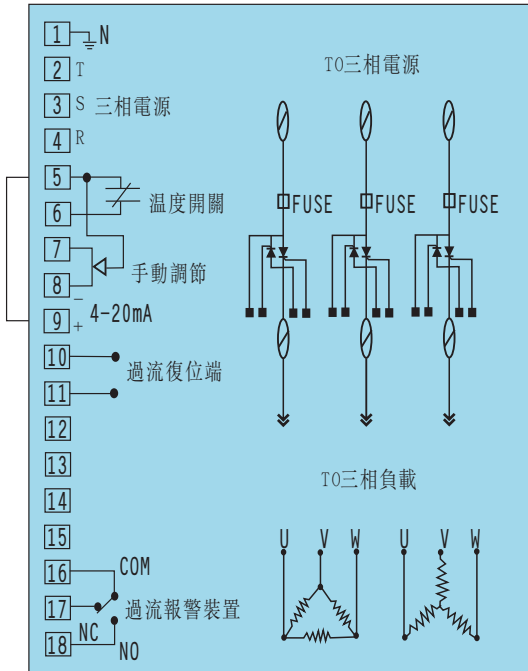 1 N
2 T
3 S 三相電源
4 R
5
6 温度開關
7
8 手動調節
−
9 + 4-20mA
10
過流復位端
11
12
13
14
15
16 COM
17 過流報警裝置
NC
18 NO
TO三相電源
FUSE FUSE FUSE
TO三相負載
U V W U V W